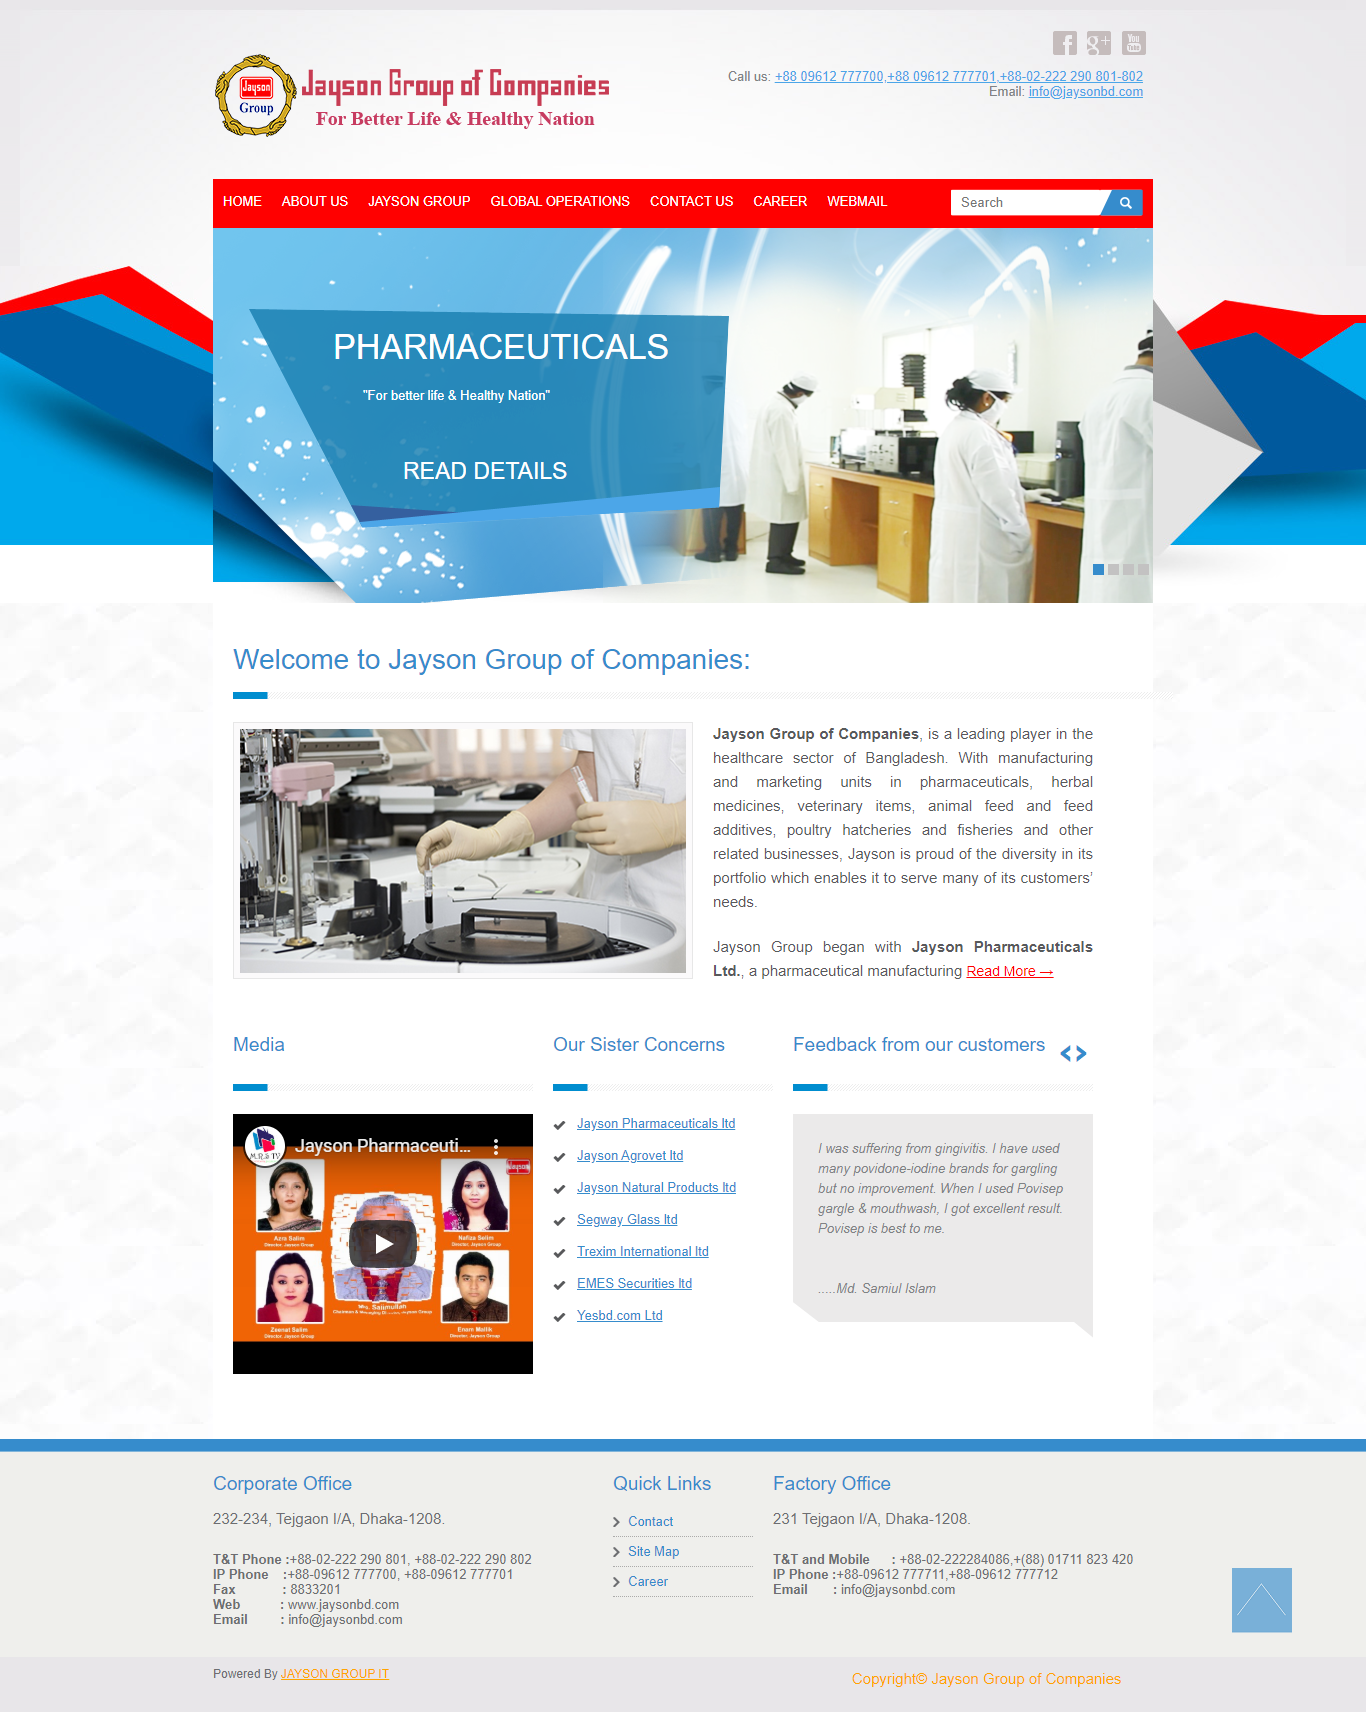 Jayson
Group
Jayson Group of Companies
For Better Life & Healthy Nation
You
Tube
Call us: +88 09612 777700,+88 09612 777701,+88-02-222 290 801-802
Email: info@jaysonbd.com
HOME ABOUT US JAYSON GROUP GLOBAL OPERATIONS CONTACT US CAREER WEBMAIL
Search
PHARMACEUTICALS
"For better life & Healthy Nation"
READ DETAILS
Welcome to Jayson Group of Companies:
Jayson Group of Companies, is a leading player in the
healthcare sector of Bangladesh. With manufacturing
and marketing units in pharmaceuticals, herbal
medicines, veterinary items, animal feed and feed
additives, poultry hatcheries and fisheries and other
related businesses, Jayson is proud of the diversity in its
portfolio which enables it to serve many of its customers’
needs.
Jayson Group began with Jayson Pharmaceuticals
Ltd., a pharmaceutical manufacturing Read More →
Media
M.R.S TV
Jayson Pharmaceuti...
Jayson
Azra Salim
Director, Jayson Group
Nafiza Selim
Director, Jayson Group
Mrs. Salimullah
Zeenat Salim
Director, Jayson Group
Enam Mallik
Director, Jayson Group
Our Sister Concerns
Jayson Pharmaceuticals ltd
Jayson Agrovet ltd
Jayson Natural Products ltd
Segway Glass ltd
Trexim International ltd
EMES Securities ltd
Yesbd.com Ltd
Feedback from our customers
I was suffering from gingivitis. I have used
many povidone-iodine brands for gargling
but no improvement. When I used Povisep
gargle & mouthwash, I got excellent result.
Povisep is best to me.
.....Md. Samiul Islam
Corporate Office
232-234, Tejgaon I/A, Dhaka-1208.
T&T Phone :+88-02-222 290 801, +88-02-222 290 802
IP Phone :+88-09612 777700, +88-09612 777701
Fax : 8833201
Web : www.jaysonbd.com
Email : info@jaysonbd.com
Quick Links
Contact
Site Map
Career
Factory Office
231 Tejgaon I/A, Dhaka-1208.
T&T and Mobile : +88-02-222284086,+(88) 01711 823 420
IP Phone :+88-09612 777711,+88-09612 777712
Email : info@jaysonbd.com
Powered By JAYSON GROUP IT
Copyright© Jayson Group of Companies